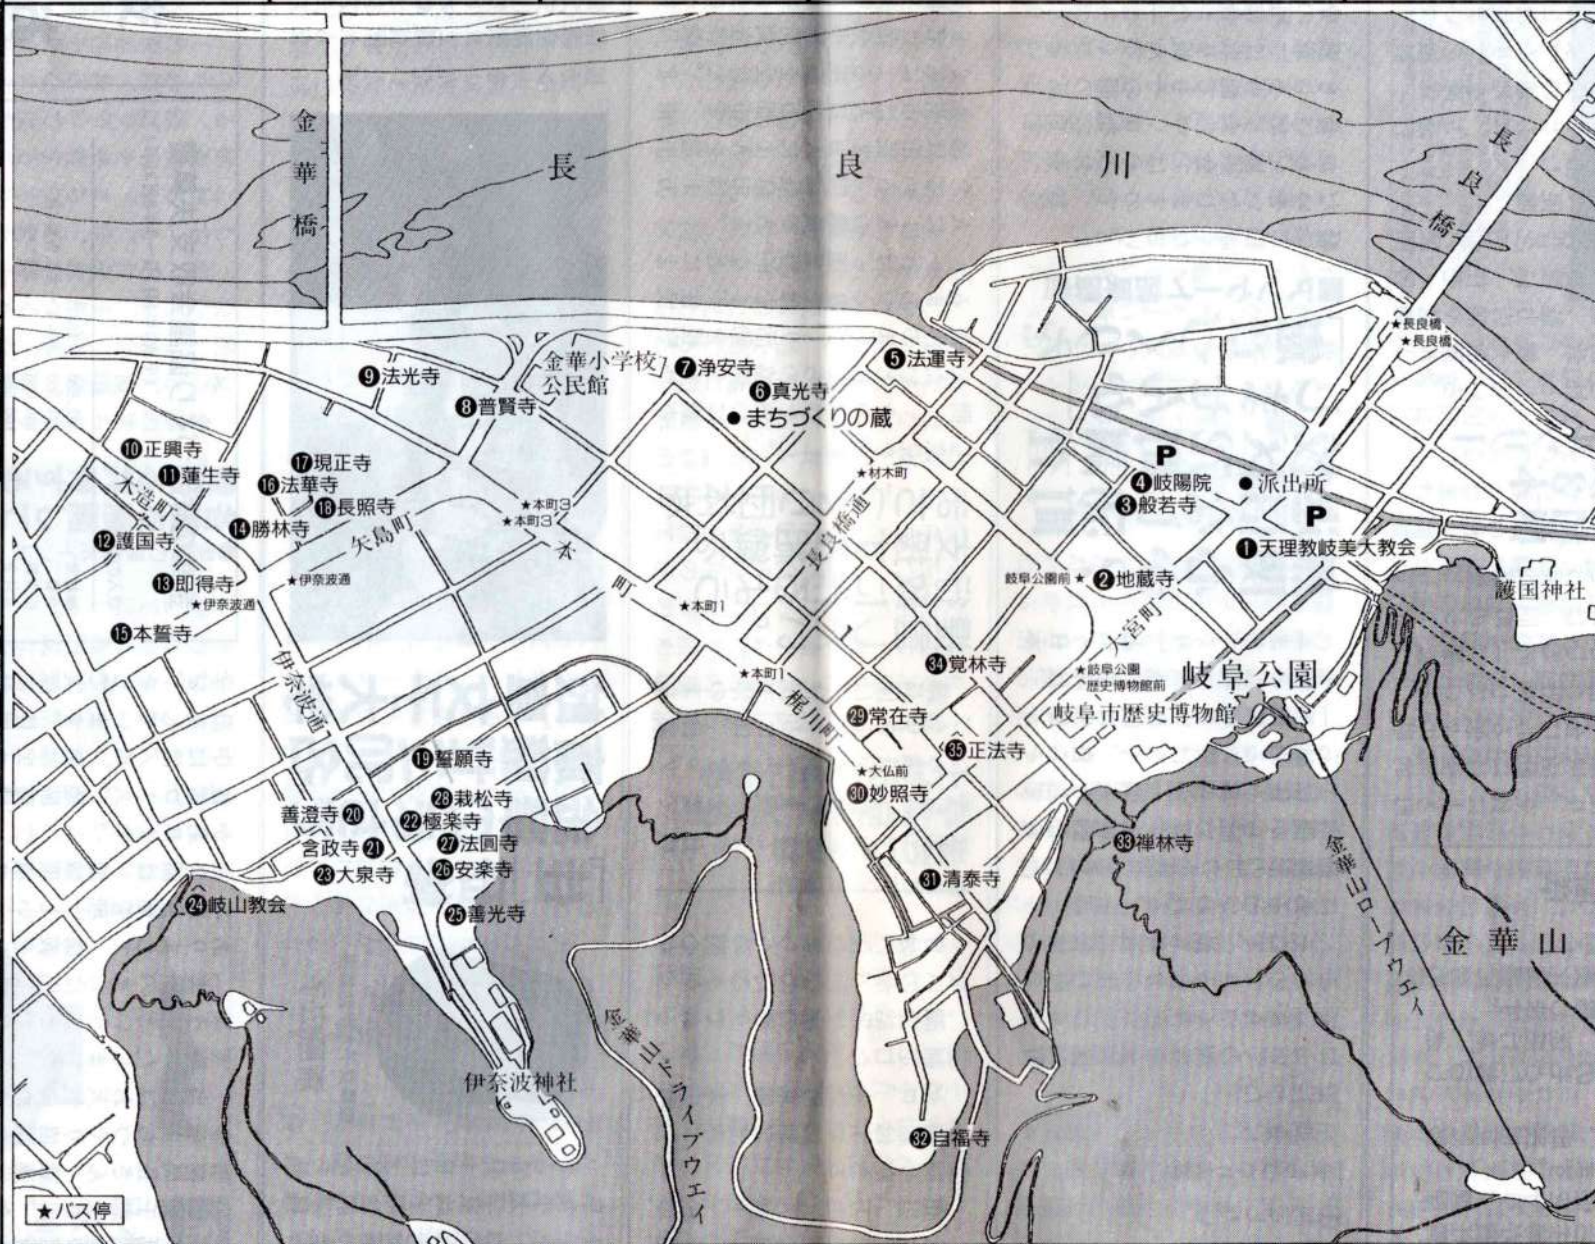 金華橋
長良川
長良橋
★長良橋
★長良橋
❾法光寺
❽普賢寺
金華小学校
公民館
❼浄安寺
❻真光寺
●まちづくりの蔵
❺法運寺
❿正興寺
⓫蓮生寺
木造町
⓱現正寺
⓰法華寺
⓲長照寺
⓮勝林寺
矢島町
⓬護国寺
⓭即得寺
★伊奈波通
★伊奈波通
⓯本誓寺
★本町3
★本町3
本町
★本町1
★本町1
★材木町
長良橋通
P
❹岐陽院
❸般若寺
●派出所
P
❶天理教岐美大教会
岐阜公園前★
❷地蔵寺
大宮町
護国神社
伊奈波通
㉞覚林寺
★岐阜公園
歴史博物館前
岐阜公園
岐阜市歴史博物館
梶川町
㉙常在寺
㉟正法寺
★大仏前
㉚妙照寺
⓳誓願寺
善澄寺⓴
含政寺㉑
㉘栽松寺
㉒極楽寺
㉗法圓寺
㉓大泉寺
㉖安楽寺
㉔岐山教会
㉕善光寺
㉛清泰寺
㉝禅林寺
金華山ロープウェイ
金華山
金華山ドライブウエイ
伊奈波神社
㉜自福寺
★バス停